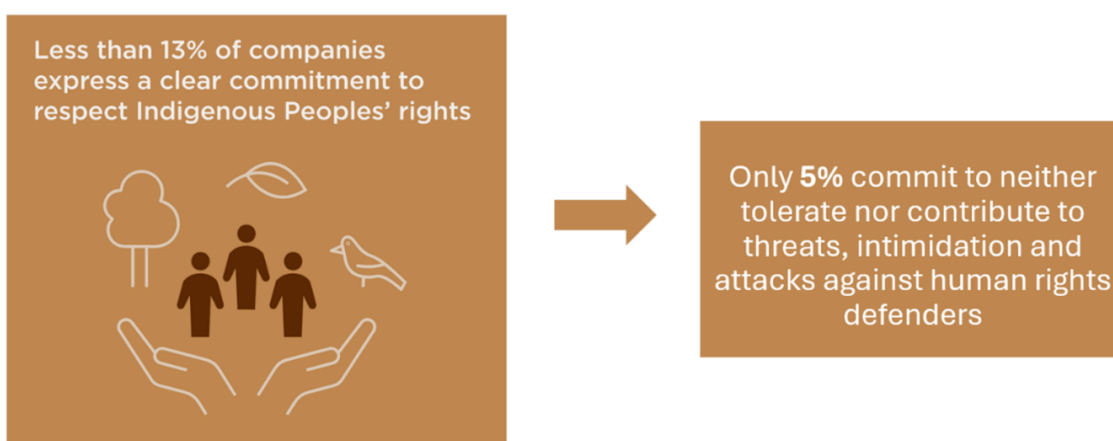 Less than 13% of companies
express a clear commitment to
respect Indigenous Peoples’ rights
Only 5% commit to neither
tolerate nor contribute to
threats, intimidation and
attacks against human rights
defenders